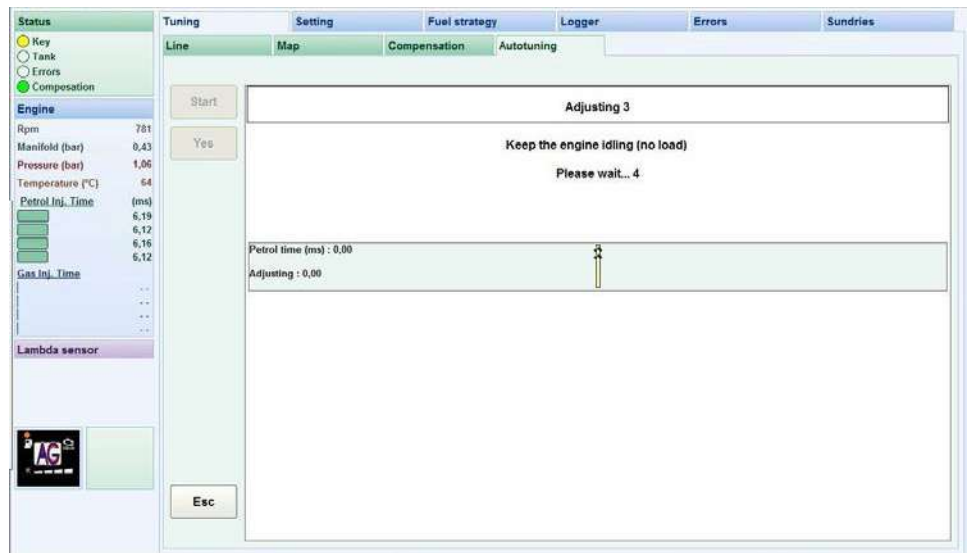 Status
Key
Tank
Errors
Composation
Engine
Rpm 781
Manifold (bar) 0,43
Pressure (bar) 1,06
Temperature (°C) 64
Petrol Inj. Time (ms)
6,19
6,12
6,16
6,12
Gas Inj. Time
- -
- -
- -
- -
Lambda sensor
AG
Tuning Setting Fuel strategy Logger Errors Sundries
Line Map Compensation Autotuning
Start
Yes
Esc
Adjusting 3
Keep the engine idling (no load)
Please wait... 4
Petrol time (ms) : 0,00
Adjusting : 0,00